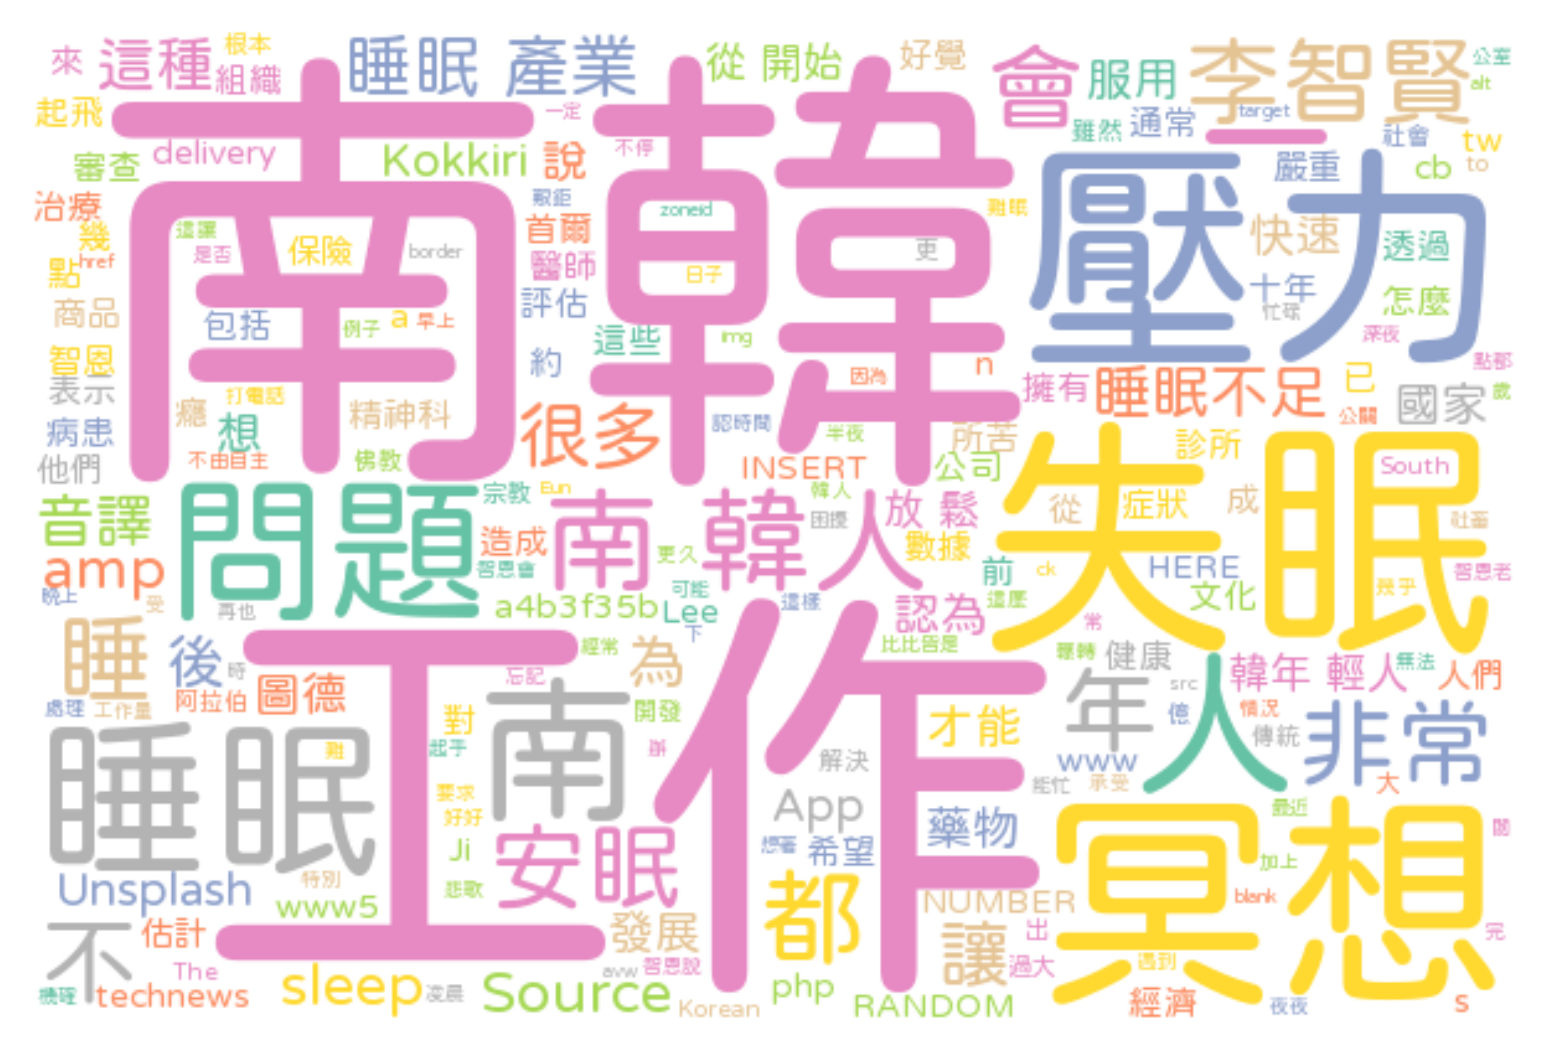 來 這種 根本 組織 睡眠 產業 從 開始 好覺 會 服用 李智賢 公室 alt
起飛 一定 雖然 通常 target 社會 tw
審查 delivery Kokkiri 說 不停 嚴重 cb to
南韓 壓力
治療 幾 href 點 這讓 是否 保險 border 首爾 zoneid 難眠 快速 透過
醫師 日子 更 十年 忙碌 怎麼
商品 包括 例子 a 早上 評估 這些 img 深夜
智恩 表示 約 因為 n 擁有 睡眠不足 已 國家 點都 歲
病患 癮 打電話 想 精神科 很多 認時間 半夜 所苦 公關
他們 不由自主 佛教 INSERT 公司 診所 South
音譯 問題 宗教 Eun 韓人 放 鬆 失眠
造成 南 韓人 困擾 數據 從 症狀 成 社畜
amp 智恩會 更久 前 ck HERE 智恩老
晚上 受 再也 a4b3f35b Lee 可能 這樣 認為 這壓 文化 幾乎
睡 後 時 經常 為 下 比比皆是 常 健康
處理 工作量 阿拉伯 圖德 忘記 韓年 輕人 無法 人們
工作
對 南 開發 才能 年 src 人 億 情況 傳統 非常
睡眠 難 起乎 解決 www 能忙 承受 大
要求 好好 App 藥物 冥想 最近
Ji 安眠 想著 希望 加上
Unsplash 特別 悲歌 都 blank
www5 NUMBER
不 估計 發展 讓 出 完
The sleep avw 智恩說 過大 遇到
technews 凌晨 Source Korean php RANDOM 經濟 夜夜 s